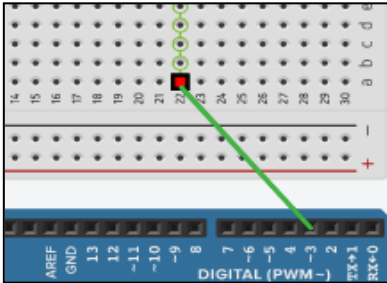 e
d
c
b
a
14 15 16 17 18 19 20 21 22 23 24 25 26 27 28 29 30
−
+
AREF GND 13 12 ~11 ~10 ~9 8 7 ~6 ~5 4 ~3 2 TX→1 RX←0
DIGITAL (PWM~)